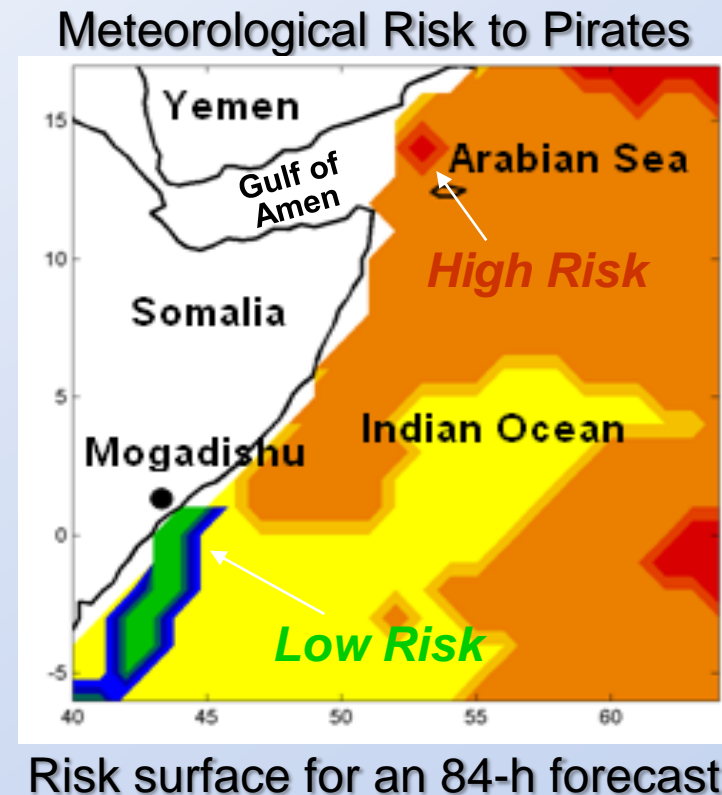 Meteorological Risk to Pirates
Yemen
15
Arabian Sea
Gulf of
Amen
10
High Risk
Somalia
5
Indian Ocean
Mogadishu
0
Low Risk
-5
40 45 50 55 60
Risk surface for an 84-h forecast